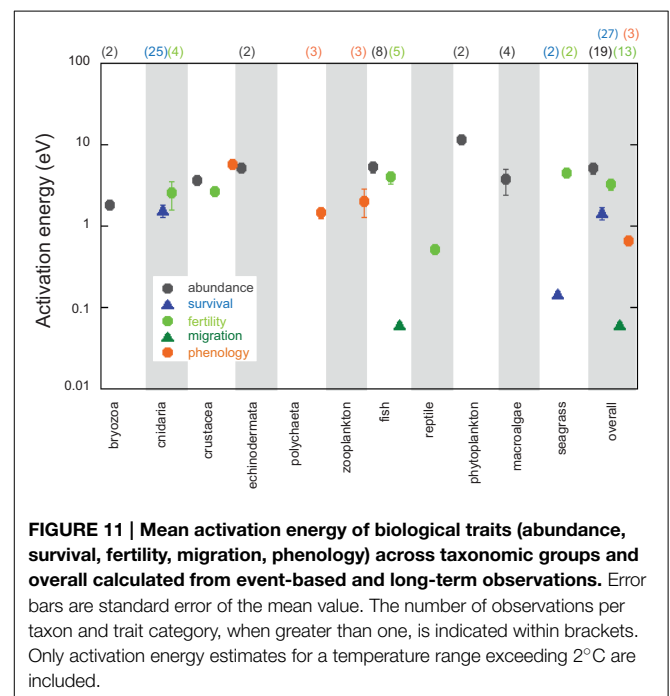 (27) (3)
(2) (25)(4) (2) (3) (3) (8) (5) (2) (4) (2)(2) (19)(13)
100
10
1
0.1
0.01
Activation energy (eV)
abundance
survival
fertility
migration
phenology
bryozoa
cnidaria
crustacea
echinodermata
polychaeta
zooplankton
fish
reptile
phytoplankton
macroalgae
seagrass
overall
FIGURE 11 | Mean activation energy of biological traits (abundance,
survival, fertility, migration, phenology) across taxonomic groups and
overall calculated from event-based and long-term observations. Error
bars are standard error of the mean value. The number of observations per
taxon and trait category, when greater than one, is indicated within brackets.
Only activation energy estimates for a temperature range exceeding 2°C are
included.